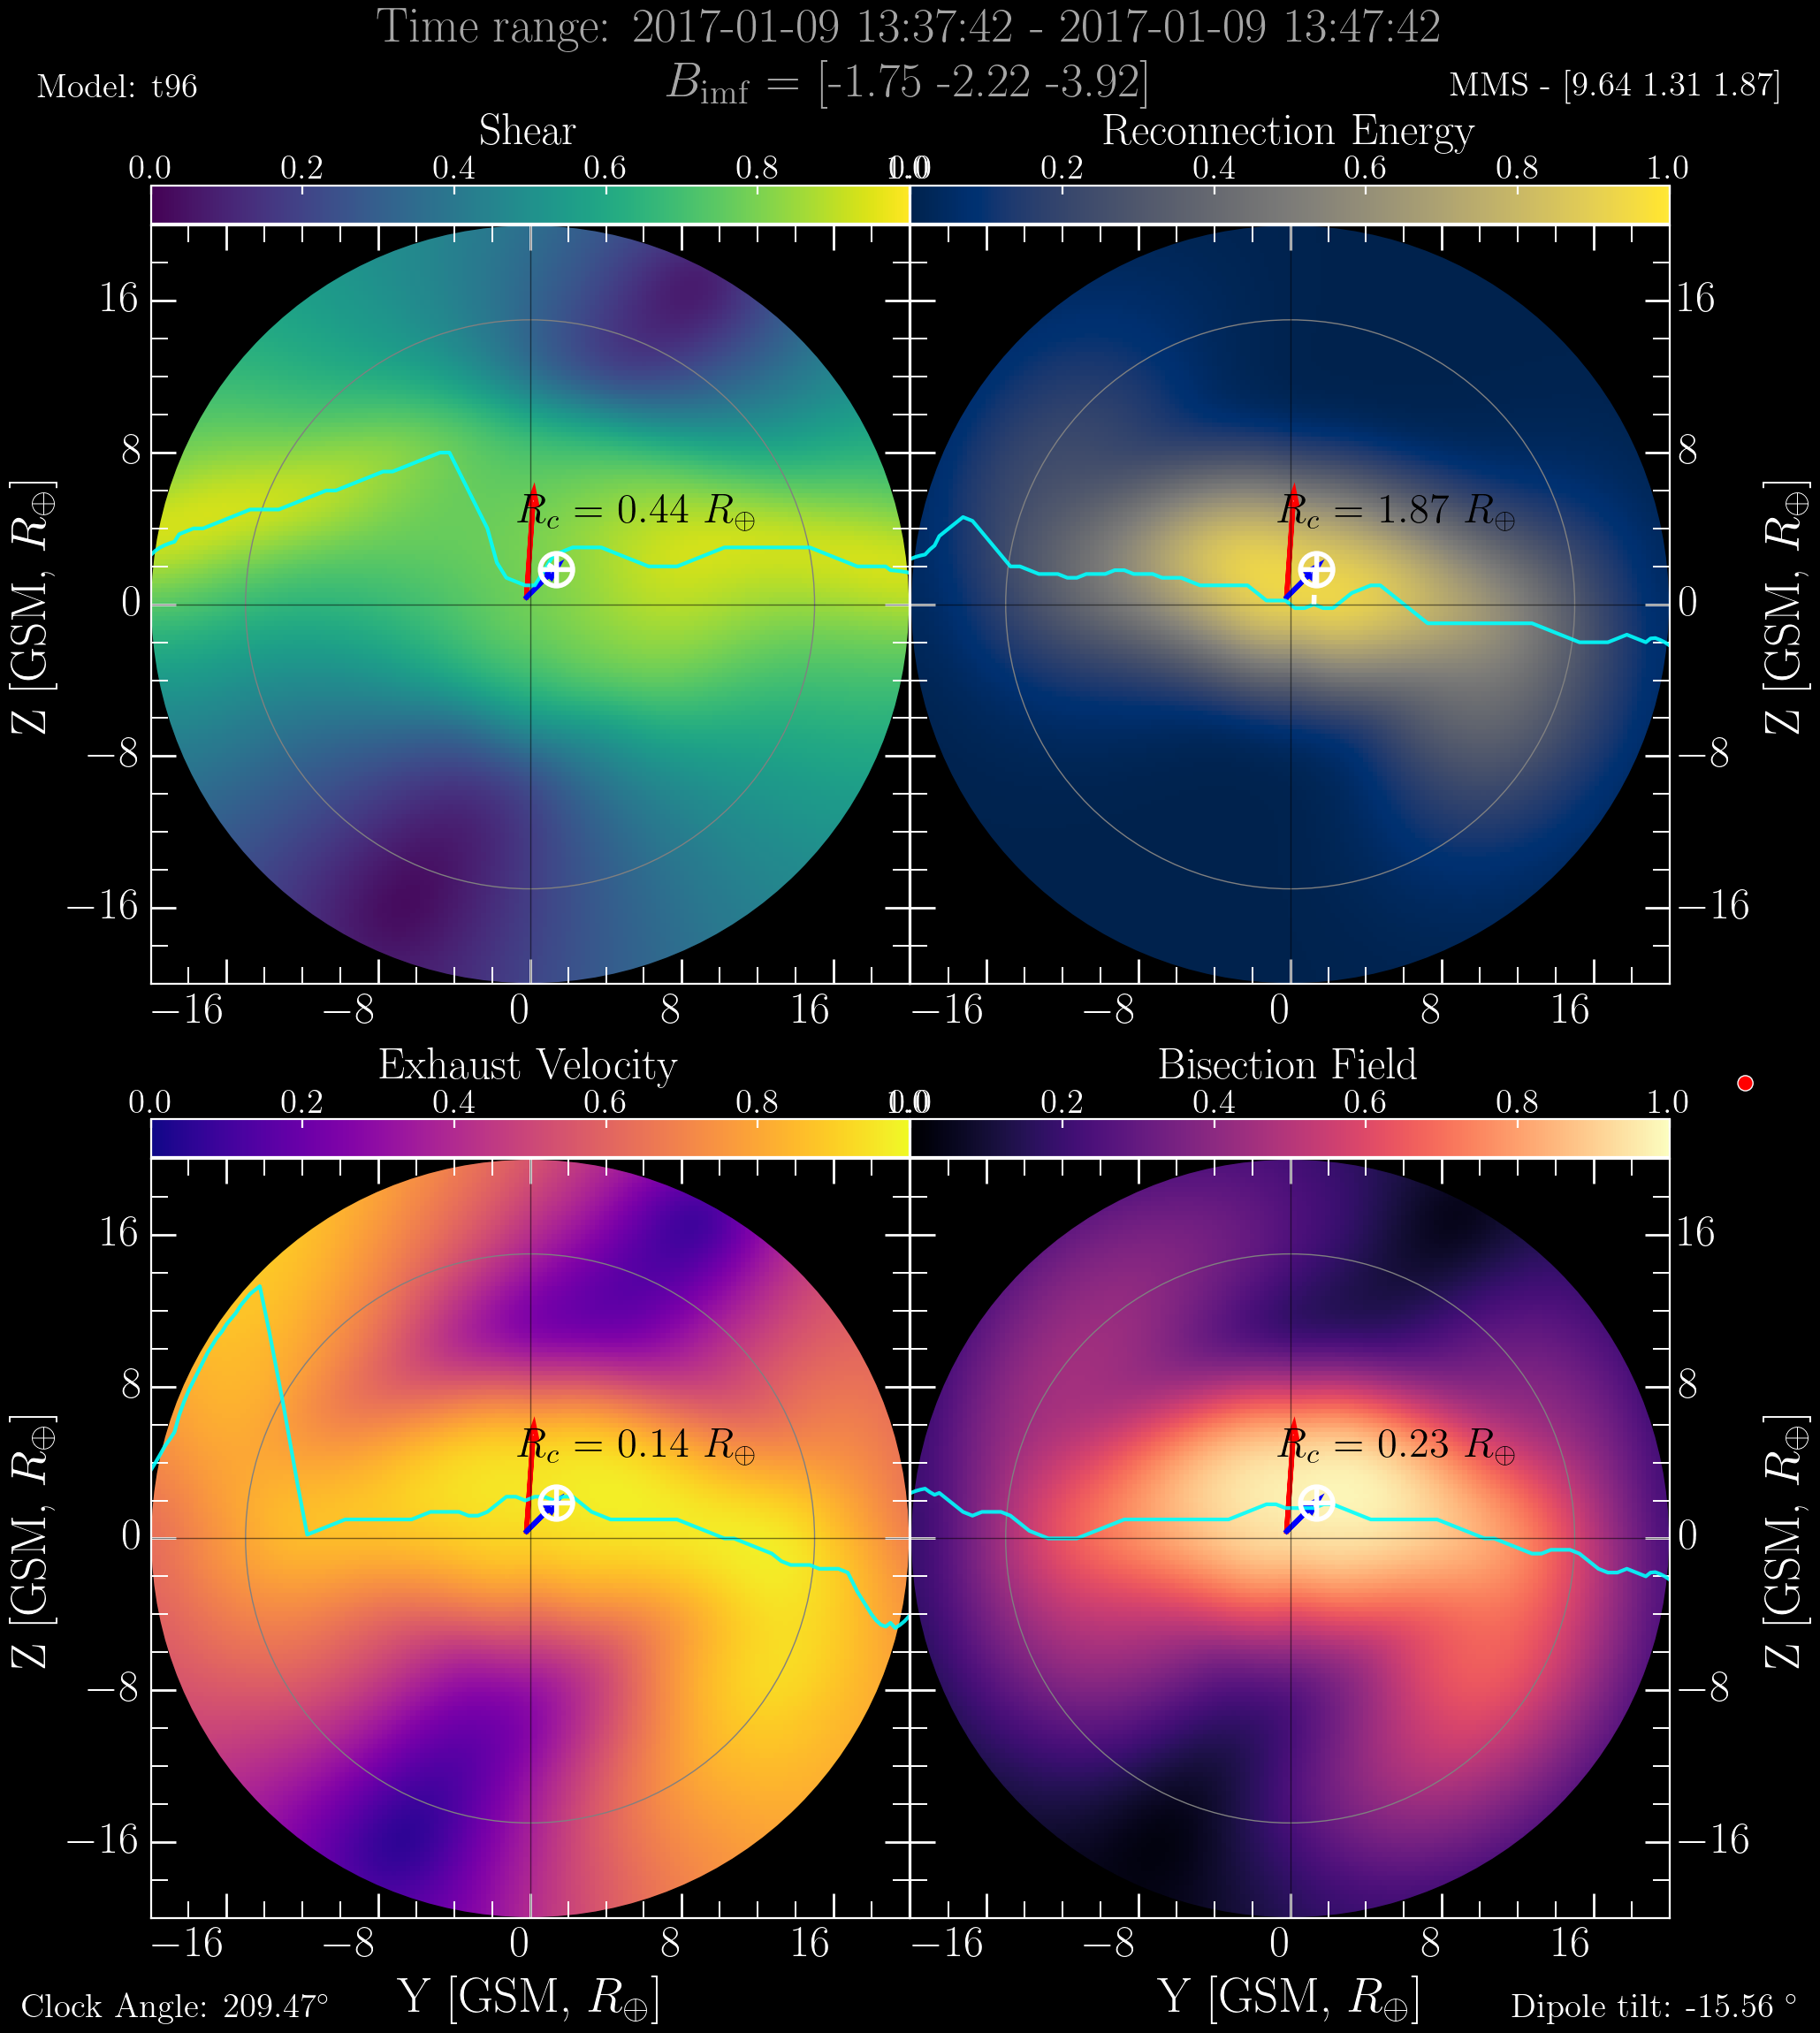 Time range: 2017-01-09 13:37:42 - 2017-01-09 13:47:42
Model: t96
B_imf = [-1.75 -2.22 -3.92]
MMS - [9.64 1.31 1.87]
Shear
Reconnection Energy
0.0 0.2 0.4 0.6 0.8 1.0
0.0 0.2 0.4 0.6 0.8 1.0
Z [GSM, R⊕]
16
8
0
−8
−16
R_c = 0.44 R⊕
R_c = 1.87 R⊕
16
8
0
−8
−16
Z [GSM, R⊕]
−16 −8 0 8 16
−16 −8 0 8 16
Exhaust Velocity
Bisection Field
0.0 0.2 0.4 0.6 0.8 1.0
0.0 0.2 0.4 0.6 0.8 1.0
Z [GSM, R⊕]
16
8
0
−8
−16
R_c = 0.14 R⊕
R_c = 0.23 R⊕
16
8
0
−8
−16
Z [GSM, R⊕]
−16 −8 0 8 16
−16 −8 0 8 16
Y [GSM, R⊕]
Y [GSM, R⊕]
Clock Angle: 209.47°
Dipole tilt: -15.56 °